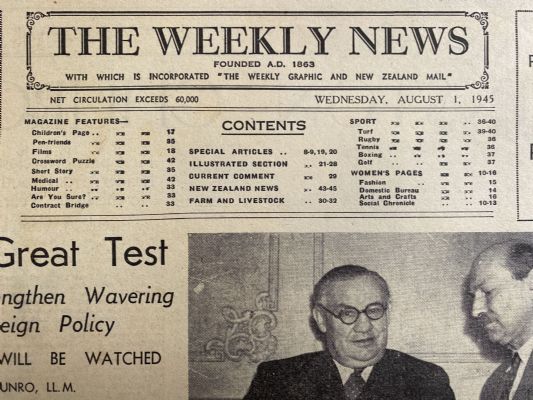 THE WEEKLY NEWS
FOUNDED A.D. 1863
WITH WHICH IS INCORPORATED "THE WEEKLY GRAPHIC AND NEW ZEALAND MAIL"
NET CIRCULATION EXCEEDS 60,000
WEDNESDAY, AUGUST 1, 1945
MAGAZINE FEATURES—
Children's Page .. 17
Pen-friends 35
Films 18
Crossword Puzzle 42
Short Story 35
Medical .. 42
Humour .. 33
Are You Sure? .. 33
Contract Bridge .. 33
CONTENTS
SPECIAL ARTICLES .. 8-9, 19, 20
ILLUSTRATED SECTION .. 21-28
CURRENT COMMENT 29
NEW ZEALAND NEWS .. 43-45
FARM AND LIVESTOCK .. 30-32
SPORT .. 36-40
Turf 39-40
Rugby 36
Tennis 36
Boxing .. 37
Golf .. 37
WOMEN'S PAGES 10-16
Fashion .. 15
Domestic Bureau 14
Arts and Crafts 16
Social Chronicle .. 10-13
Great Test
engthen Wavering
eign Policy
WILL BE WATCHED
UNRO, LL.M.